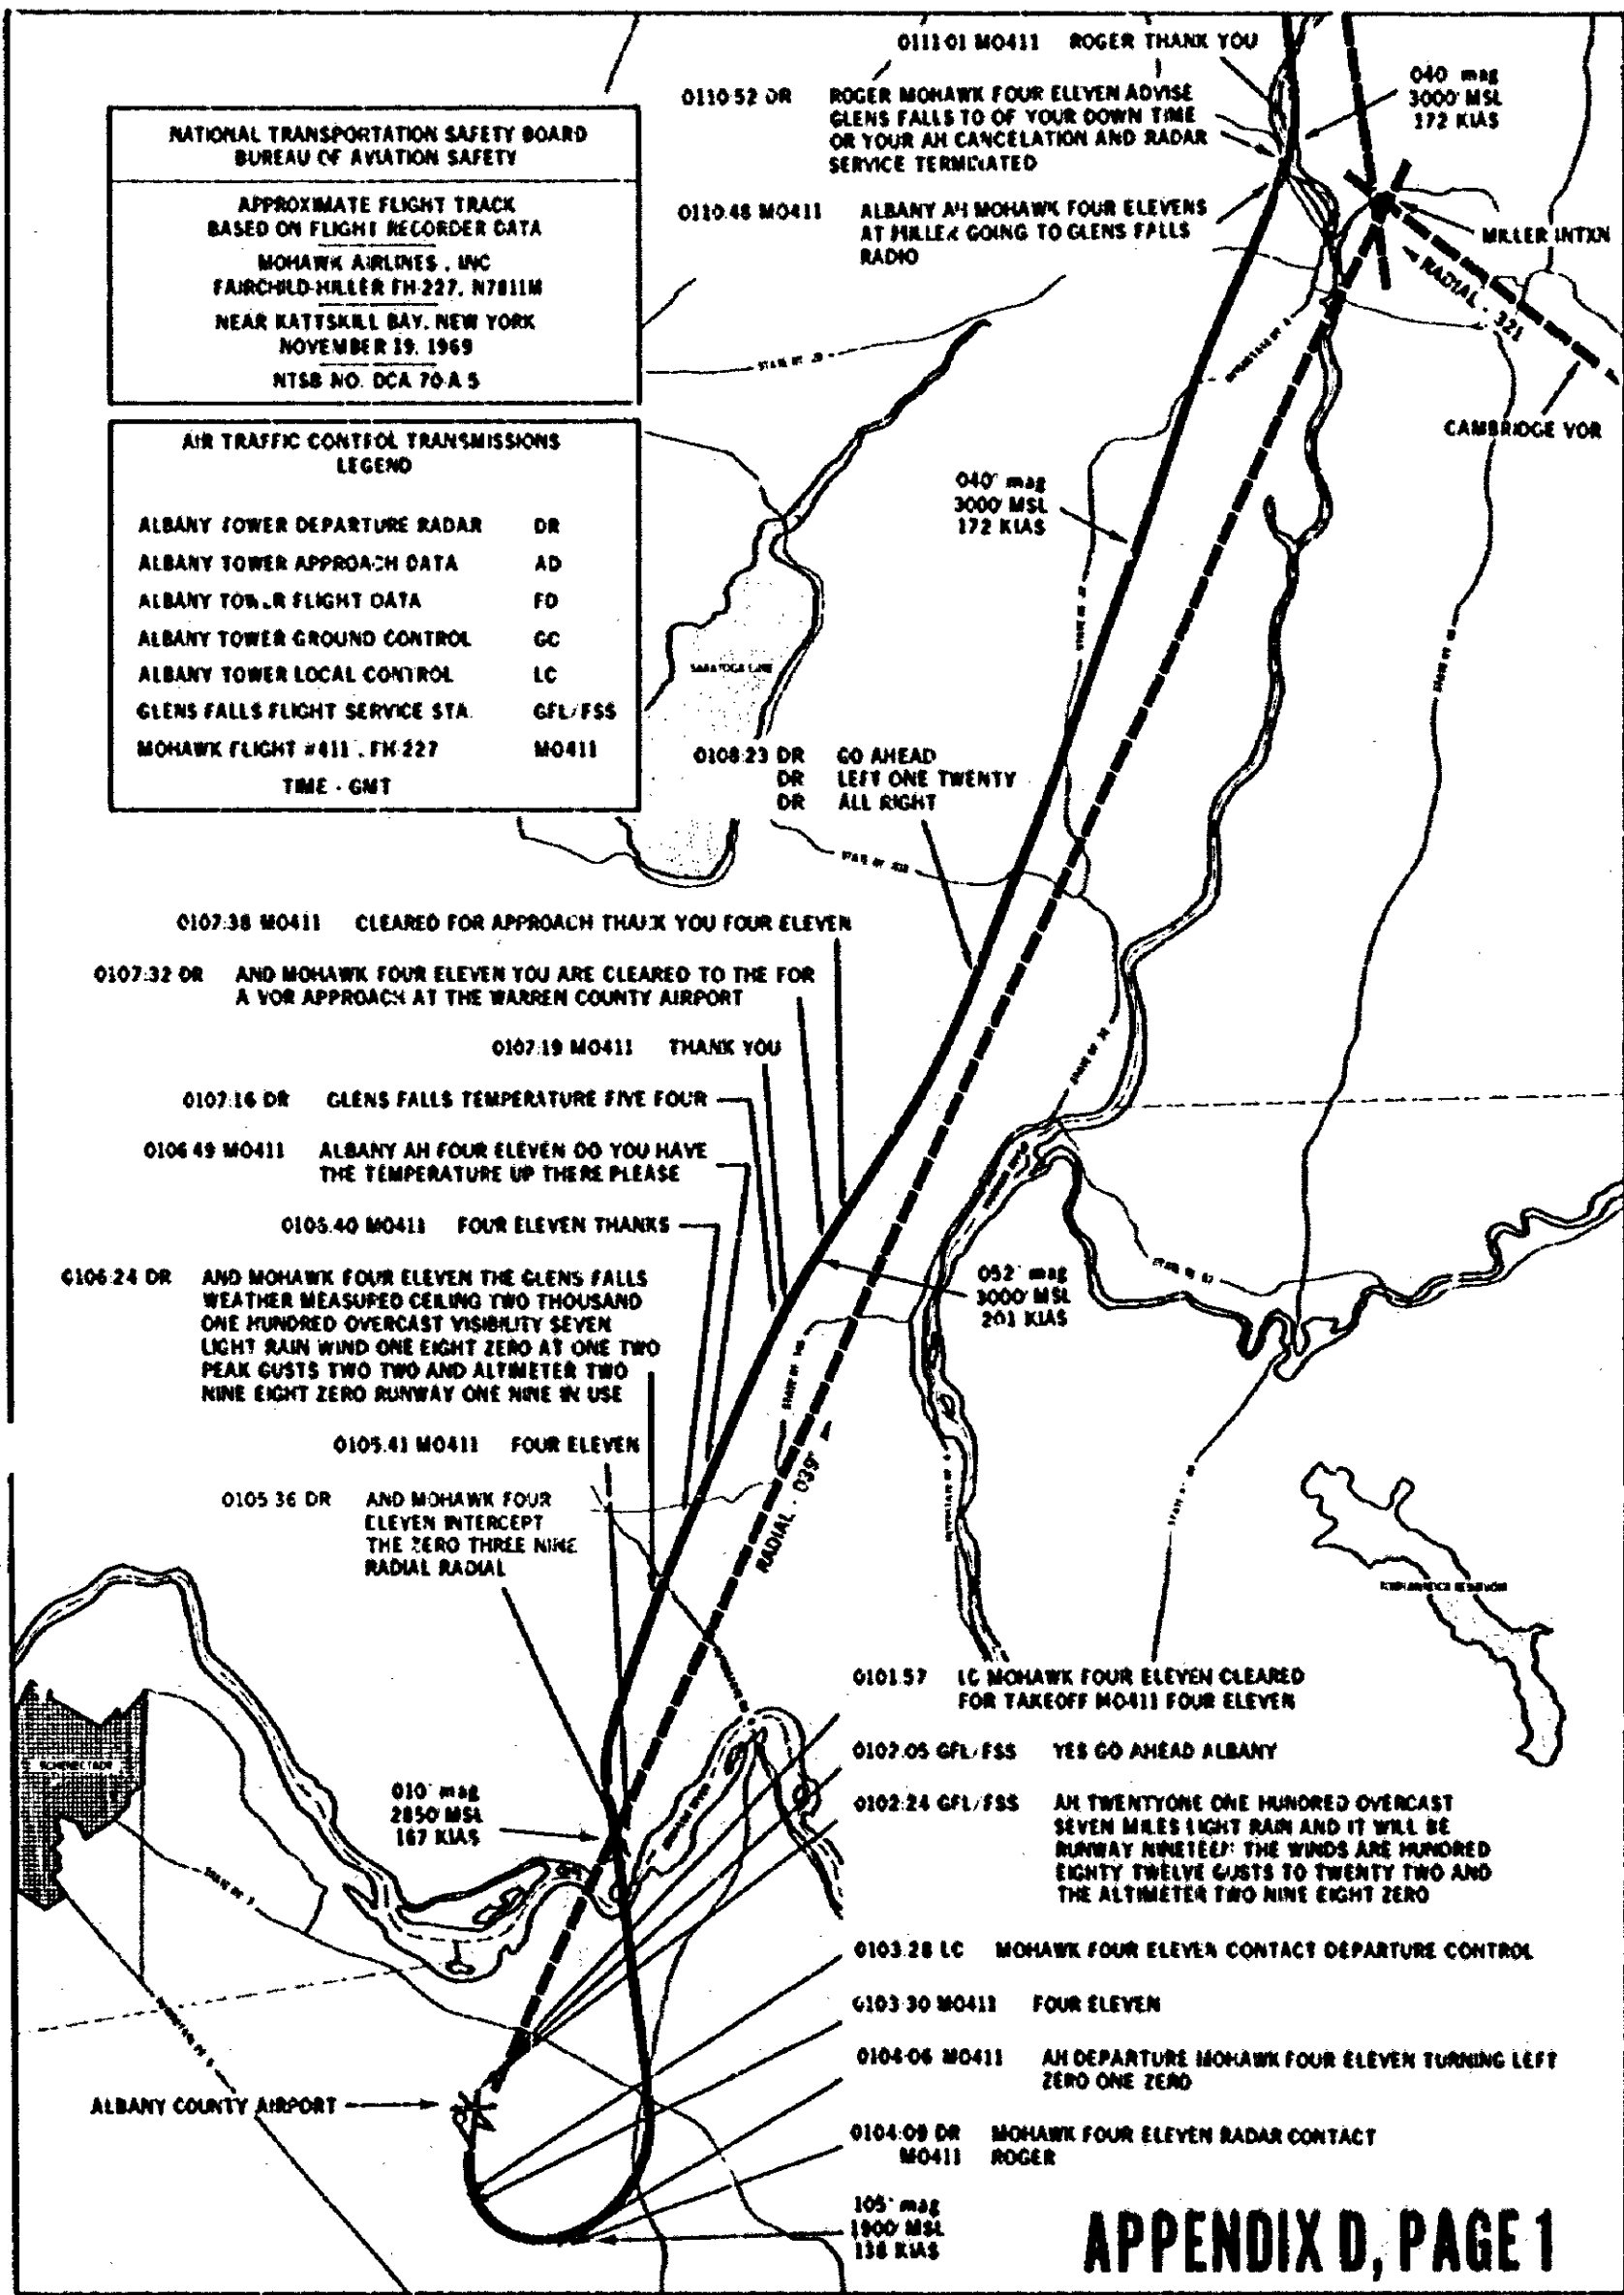 NATIONAL TRANSPORTATION SAFETY BOARD
BUREAU OF AVIATION SAFETY
APPROXIMATE FLIGHT TRACK
BASED ON FLIGHT RECORDER DATA
MOHAWK AIRLINES, INC
FAIRCHILD-HILLER FH-227, N7811M
NEAR KATTSKILL BAY, NEW YORK
NOVEMBER 19, 1969
NTSB NO. DCA 70-A-5
AIR TRAFFIC CONTROL TRANSMISSIONS
LEGEND
ALBANY TOWER DEPARTURE RADAR DR
ALBANY TOWER APPROACH DATA AD
ALBANY TOWER FLIGHT DATA FD
ALBANY TOWER GROUND CONTROL GC
ALBANY TOWER LOCAL CONTROL LC
GLENS FALLS FLIGHT SERVICE STA. GFL/FSS
MOHAWK FLIGHT #411, FH-227 MO411
TIME - GMT
0111:01 MO411 ROGER THANK YOU
0110:52 DR ROGER MOHAWK FOUR ELEVEN ADVISE
GLENS FALLS TO OF YOUR DOWN TIME
OR YOUR AH CANCELATION AND RADAR
SERVICE TERMINATED
0110:48 MO411 ALBANY AH MOHAWK FOUR ELEVENS
AT MILLER GOING TO GLENS FALLS
RADIO
040 mag
3000' MSL
172 KIAS
MILLER INTXN
RADIAL - 321
CAMBRIDGE VOR
040° mag
3000' MSL
172 KIAS
SARATOGA LAKE
0108:23 DR GO AHEAD
DR LEFT ONE TWENTY
DR ALL RIGHT
0107:38 MO411 CLEARED FOR APPROACH THANK YOU FOUR ELEVEN
0107:32 DR AND MOHAWK FOUR ELEVEN YOU ARE CLEARED TO THE FOR
A VOR APPROACH AT THE WARREN COUNTY AIRPORT
0107:19 MO411 THANK YOU
0107:16 DR GLENS FALLS TEMPERATURE FIVE FOUR
0106:49 MO411 ALBANY AH FOUR ELEVEN DO YOU HAVE
THE TEMPERATURE UP THERE PLEASE
0106:40 MO411 FOUR ELEVEN THANKS
0106:24 DR AND MOHAWK FOUR ELEVEN THE GLENS FALLS
WEATHER MEASURED CEILING TWO THOUSAND
ONE HUNDRED OVERCAST VISIBILITY SEVEN
LIGHT RAIN WIND ONE EIGHT ZERO AT ONE TWO
PEAK GUSTS TWO TWO AND ALTIMETER TWO
NINE EIGHT ZERO RUNWAY ONE NINE IN USE
052° mag
3000' MSL
201 KIAS
0105:41 MO411 FOUR ELEVEN
0105:36 DR AND MOHAWK FOUR
ELEVEN INTERCEPT
THE ZERO THREE NINE
RADIAL RADIAL
RADIAL - 039°
SCHENECTADY
010° mag
2850' MSL
167 KIAS
0101:57 LC MOHAWK FOUR ELEVEN CLEARED
FOR TAKEOFF MO411 FOUR ELEVEN
0102:05 GFL/FSS YES GO AHEAD ALBANY
0102:24 GFL/FSS AH TWENTYONE ONE HUNDRED OVERCAST
SEVEN MILES LIGHT RAIN AND IT WILL BE
RUNWAY NINETEEN THE WINDS ARE HUNDRED
EIGHTY TWELVE GUSTS TO TWENTY TWO AND
THE ALTIMETER TWO NINE EIGHT ZERO
0103:28 LC MOHAWK FOUR ELEVEN CONTACT DEPARTURE CONTROL
0103:30 MO411 FOUR ELEVEN
0104:06 MO411 AH DEPARTURE MOHAWK FOUR ELEVEN TURNING LEFT
ZERO ONE ZERO
ALBANY COUNTY AIRPORT
0104:09 DR MOHAWK FOUR ELEVEN RADAR CONTACT
MO411 ROGER
105° mag
1900' MSL
138 KIAS
APPENDIX D, PAGE 1